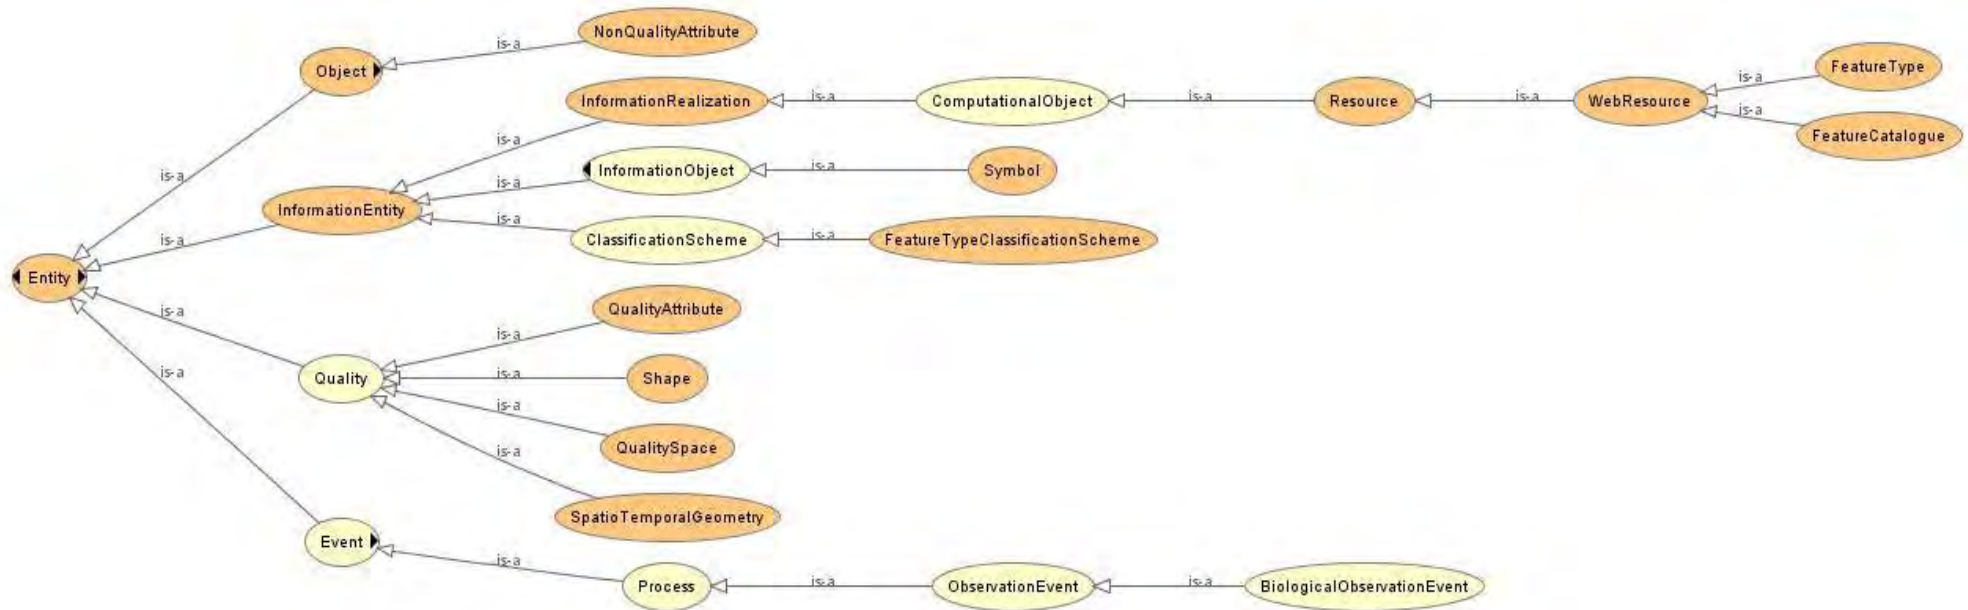 NonQualityAttribute
is-a
Object
FeatureType
is-a
InformationRealization
is-a
ComputationalObject
is-a
Resource
is-a
WebResource
is-a
FeatureCatalogue
is-a
is-a
InformationObject
is-a
Symbol
is-a
is-a
InformationEntity
is-a
ClassificationScheme
is-a
FeatureTypeClassificationScheme
is-a
Entity
is-a
QualityAttribute
is-a
is-a
Quality
is-a
Shape
is-a
QualitySpace
is-a
SpatioTemporalGeometry
Event
is-a
Process
is-a
ObservationEvent
is-a
BiologicalObservationEvent